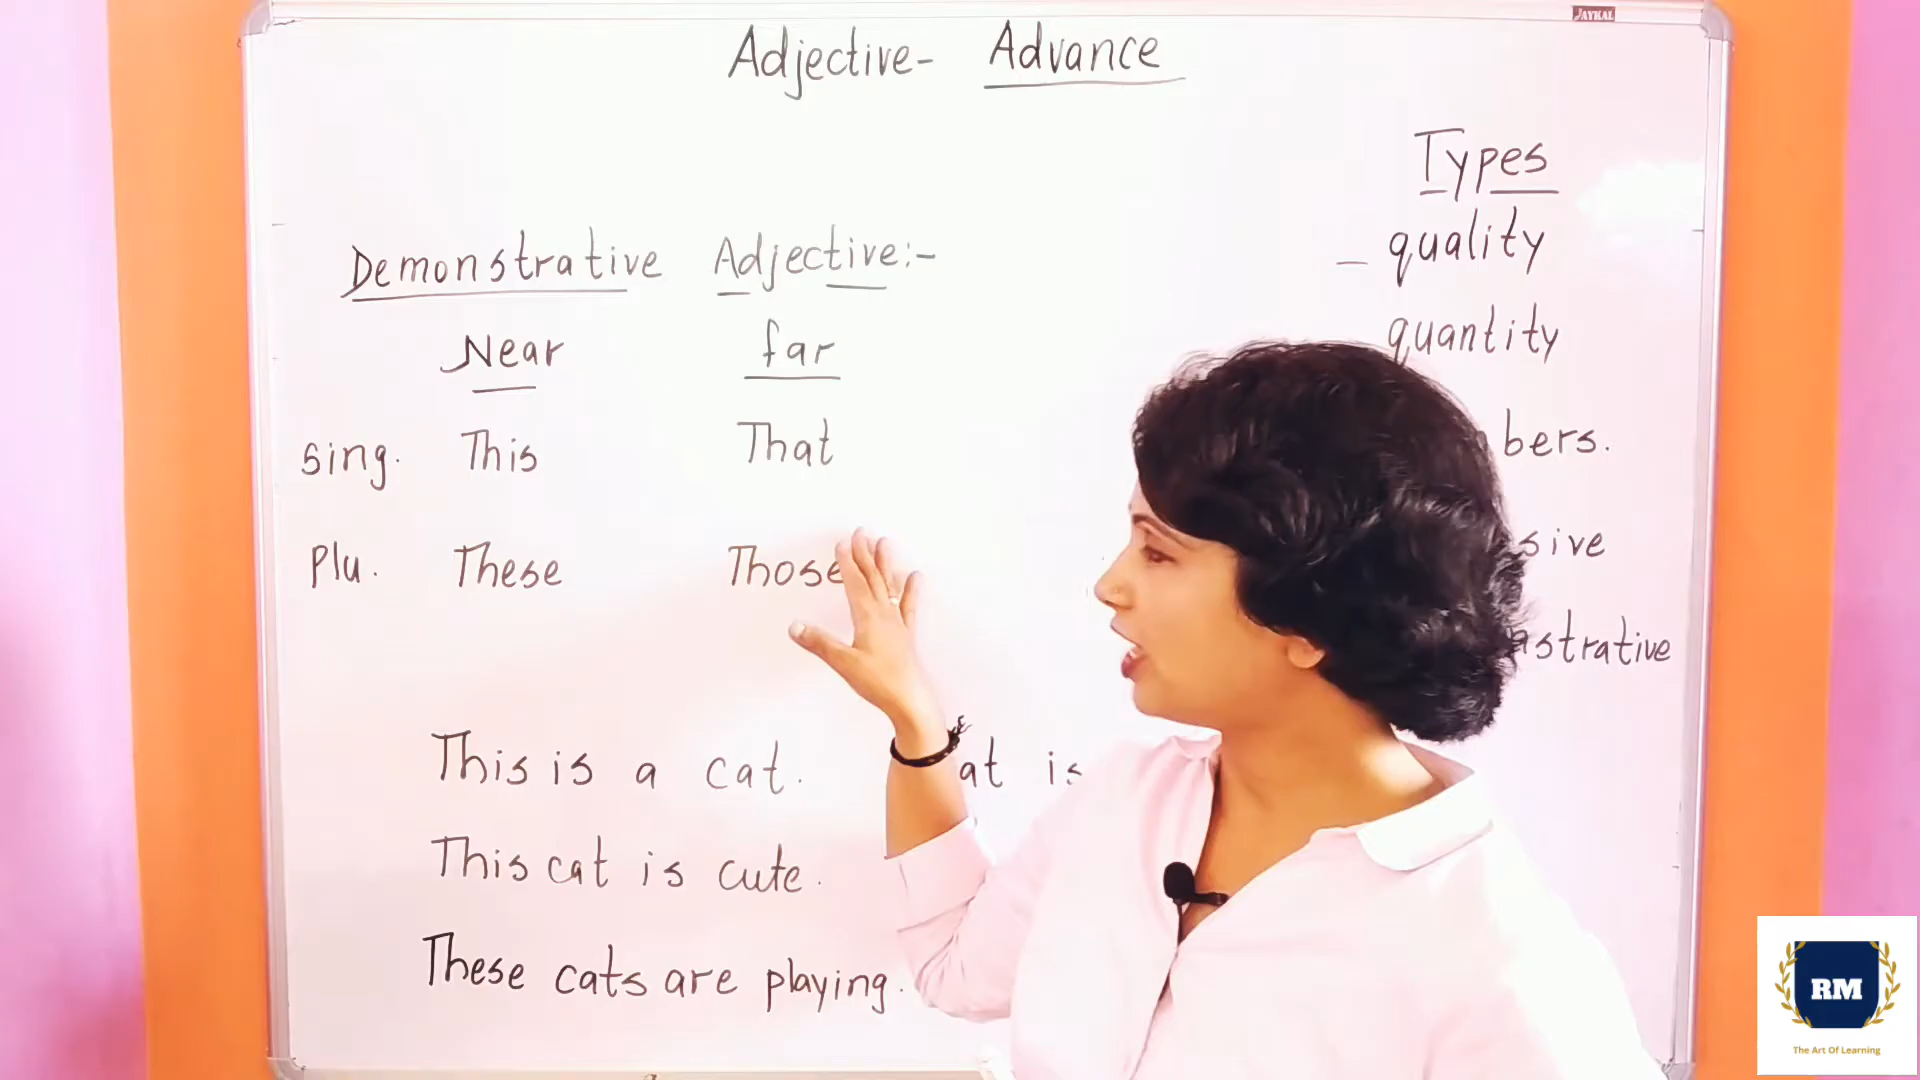 JAYKAL
Adjective- Advance
Types
quality
quantity
bers.
sive
strative
Demonstrative Adjective:-
Near far
Sing. This That
Plu. These Those
This is a cat. at is
This cat is cute.
These cats are playing.
RM
The Art Of Learning